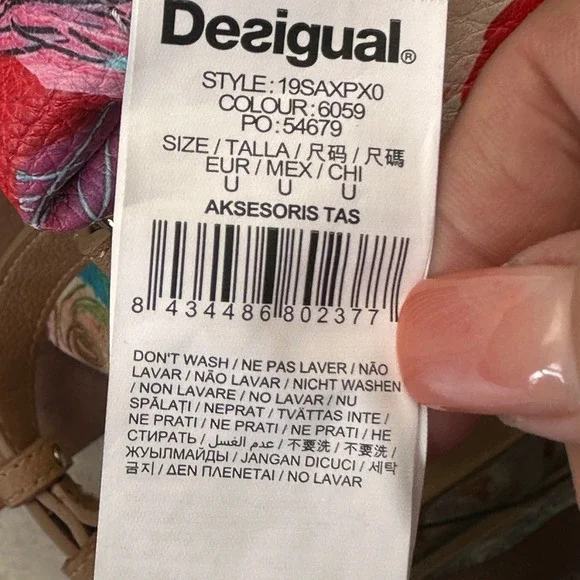 Desigual®
STYLE: 19SAXPX0
COLOUR: 6059
PO: 54679
SIZE / TALLA / 尺码 / 尺碼
EUR / MEX / CHI
U U U
AKSESORIS TAS
8 434486 802377
DON'T WASH / NE PAS LAVER / NÃO
LAVAR / NÃO LAVAR / NICHT WASHEN
/ NON LAVARE / NO LAVAR / NU
SPĂLAȚI / NEPRAT / TVÄTTAS INTE /
NE PRATI / NE PRATI / NE PRATI / НЕ
СТИРАТЬ / عدم الغسل / 不要洗 / 不要洗 /
ЖУЫЛМАЙДЫ / JANGAN DICUCI / 세탁
금지 / ΔΕΝ ΠΛΕΝΕΤΑΙ / NO LAVAR